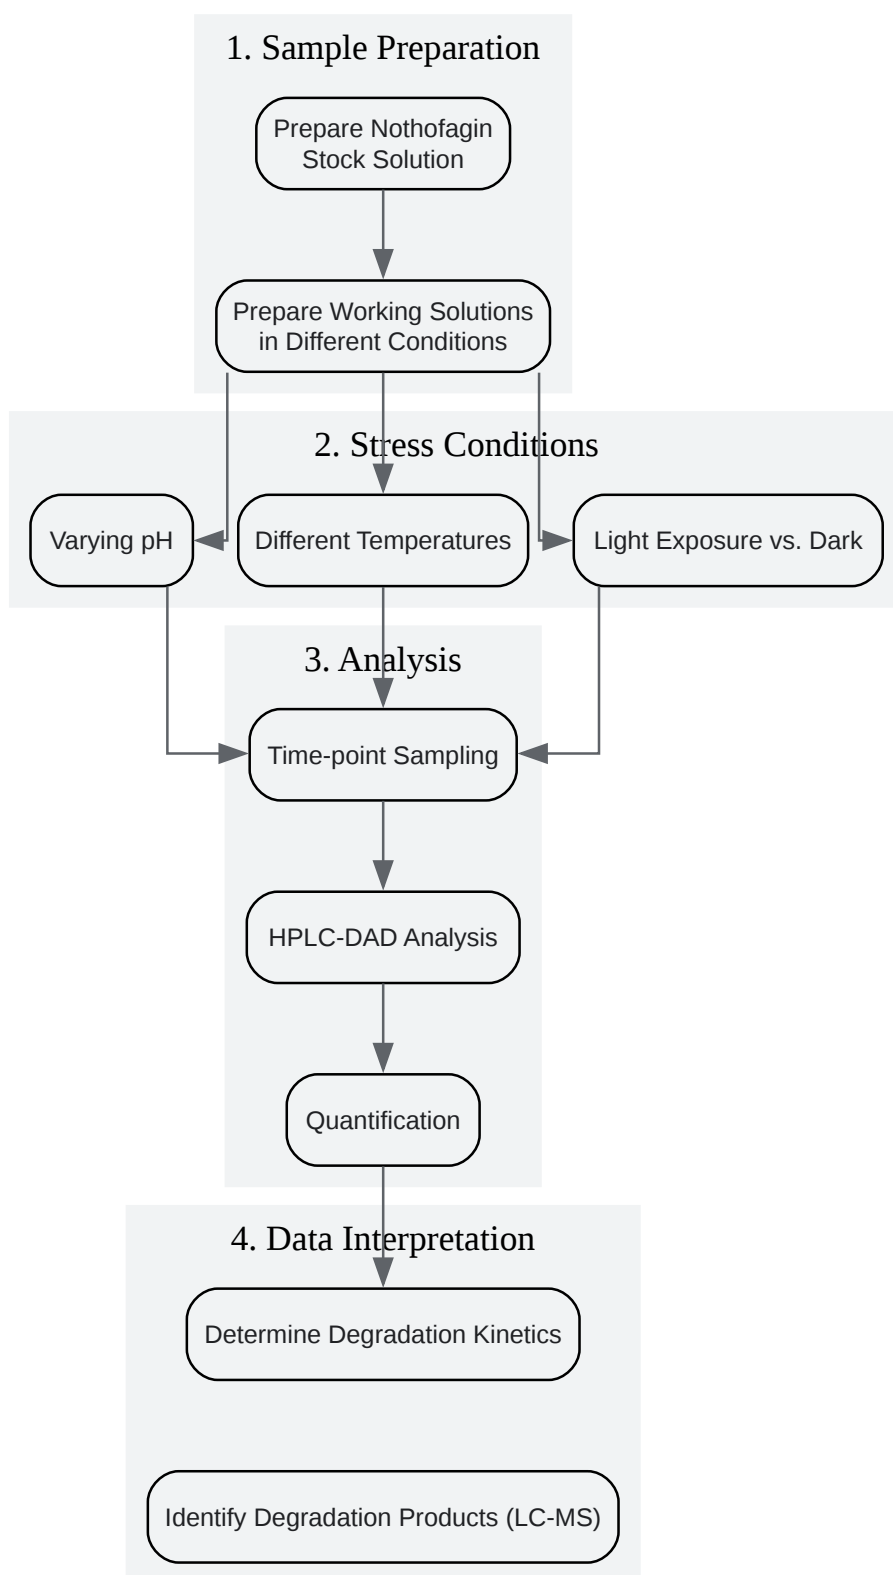 1. Sample Preparation
Prepare Nothofagin
Stock Solution
Prepare Working Solutions
in Different Conditions
2. Stress Conditions
Varying pH
Different Temperatures
Light Exposure vs. Dark
3. Analysis
Time-point Sampling
HPLC-DAD Analysis
Quantification
4. Data Interpretation
Determine Degradation Kinetics
Identify Degradation Products (LC-MS)